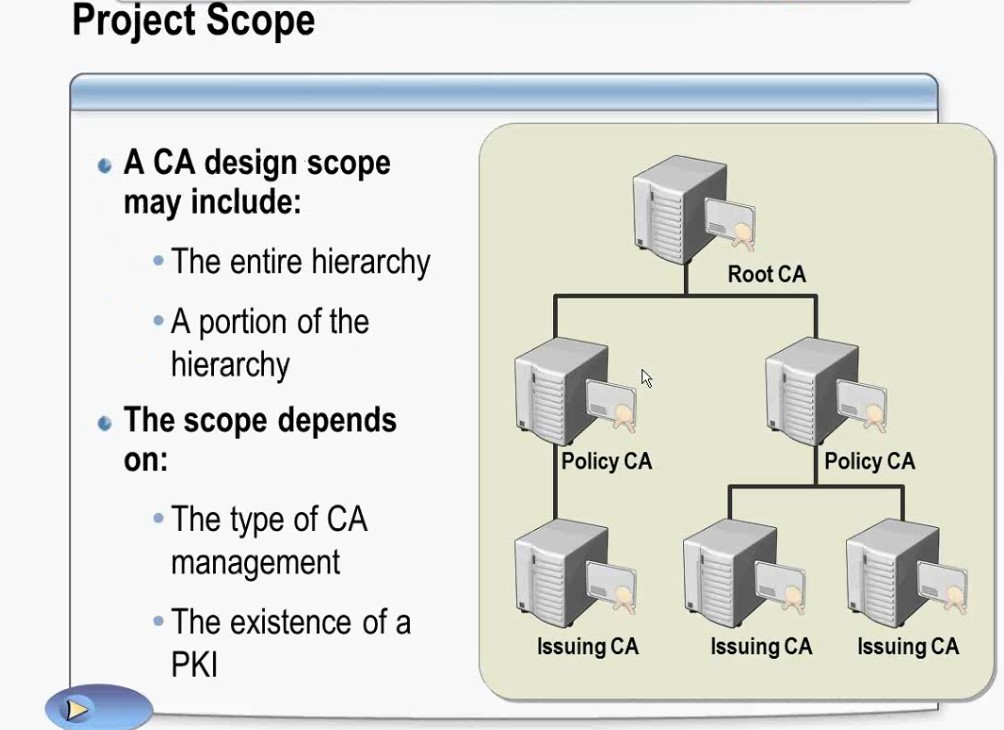 Project Scope
A CA design scope
may include:
The entire hierarchy
A portion of the
hierarchy
The scope depends
on:
The type of CA
management
The existence of a
PKI
Root CA
Policy CA
Policy CA
Issuing CA
Issuing CA
Issuing CA